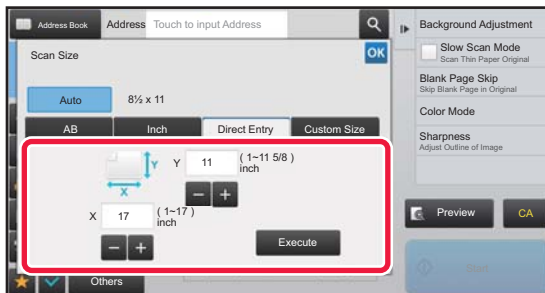 Address Book
Address
Touch to input Address
Scan Size
OK
Auto
8½ x 11
AB
Inch
Direct Entry
Custom Size
Y
X
Y
11
( 1~11 5/8 )
inch
X
17
( 1~17 )
inch
Execute
Others
Background Adjustment
Slow Scan Mode
Scan Thin Paper Original
Blank Page Skip
Skip Blank Page in Original
Color Mode
Sharpness
Adjust Outline of Image
Preview
CA
Start